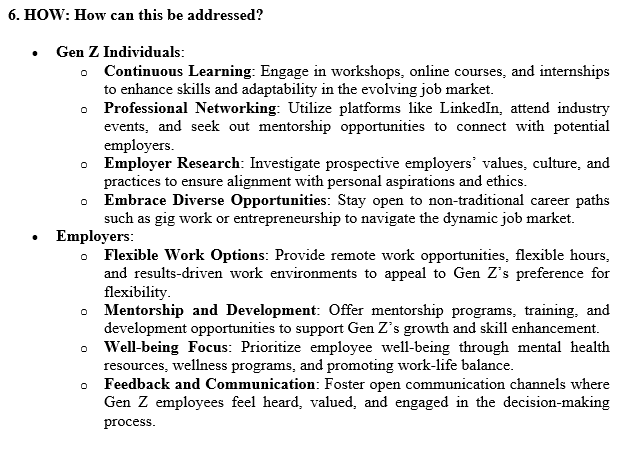 6. HOW: How can this be addressed?
• Gen Z Individuals:
o Continuous Learning: Engage in workshops, online courses, and internships
to enhance skills and adaptability in the evolving job market.
o Professional Networking: Utilize platforms like LinkedIn, attend industry
events, and seek out mentorship opportunities to connect with potential
employers.
o Employer Research: Investigate prospective employers’ values, culture, and
practices to ensure alignment with personal aspirations and ethics.
o Embrace Diverse Opportunities: Stay open to non-traditional career paths
such as gig work or entrepreneurship to navigate the dynamic job market.
• Employers:
o Flexible Work Options: Provide remote work opportunities, flexible hours,
and results-driven work environments to appeal to Gen Z’s preference for
flexibility.
o Mentorship and Development: Offer mentorship programs, training, and
development opportunities to support Gen Z’s growth and skill enhancement.
o Well-being Focus: Prioritize employee well-being through mental health
resources, wellness programs, and promoting work-life balance.
o Feedback and Communication: Foster open communication channels where
Gen Z employees feel heard, valued, and engaged in the decision-making
process.